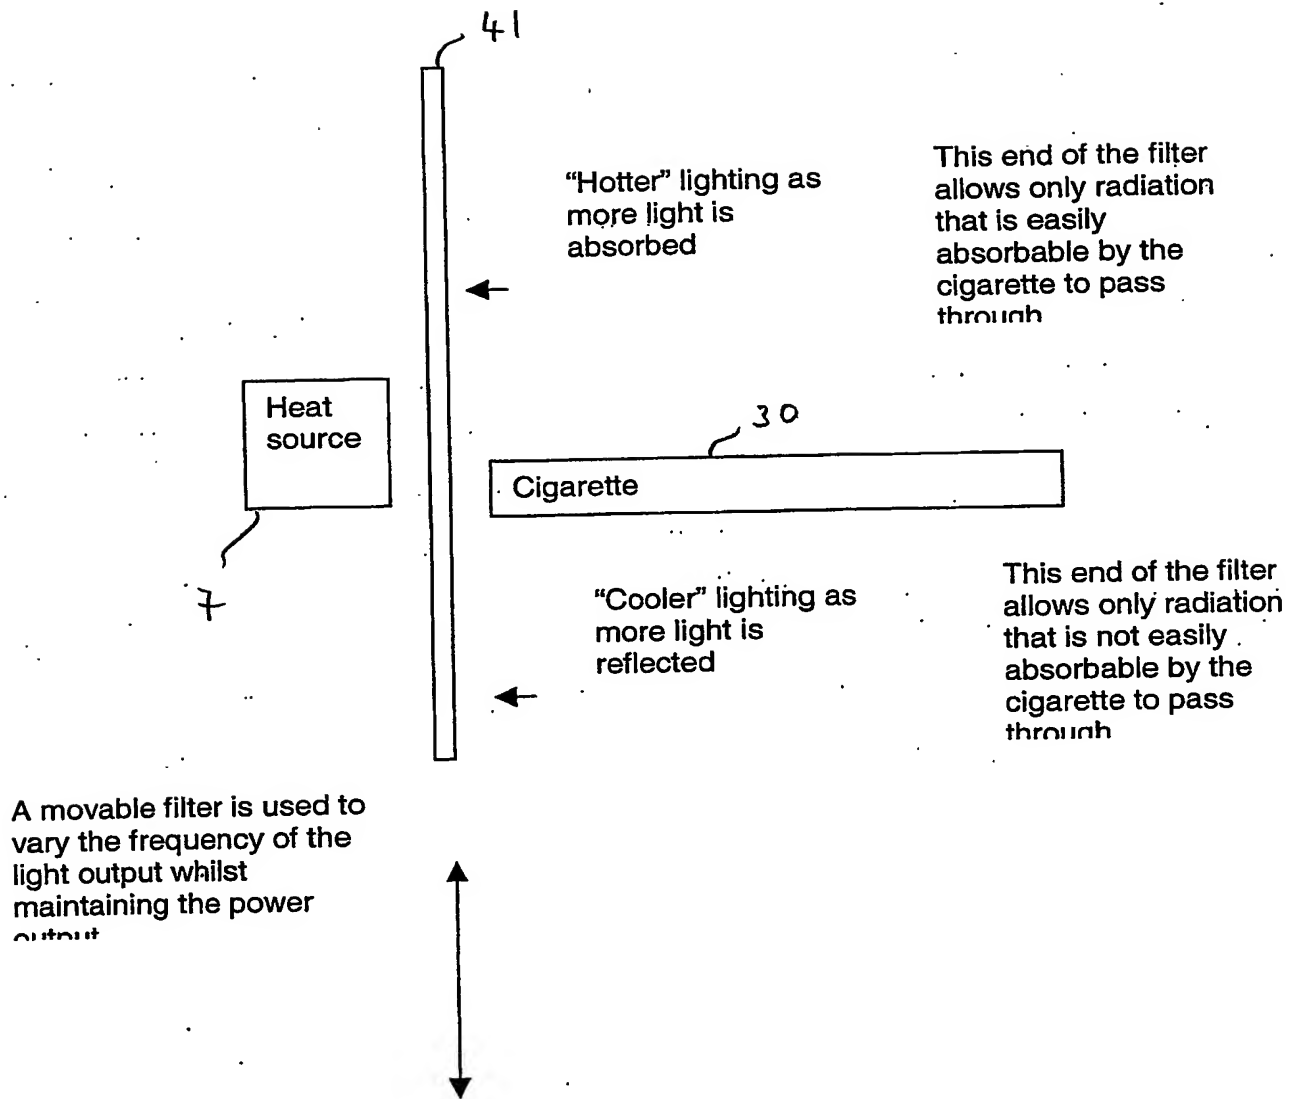 41
“Hotter” lighting as
more light is
absorbed
This end of the filter
allows only radiation
that is easily
absorbable by the
cigarette to pass
through
Heat
source
30
Cigarette
7
“Cooler” lighting as
more light is
reflected
This end of the filter
allows only radiation
that is not easily
absorbable by the
cigarette to pass
through
A movable filter is used to
vary the frequency of the
light output whilst
maintaining the power
output